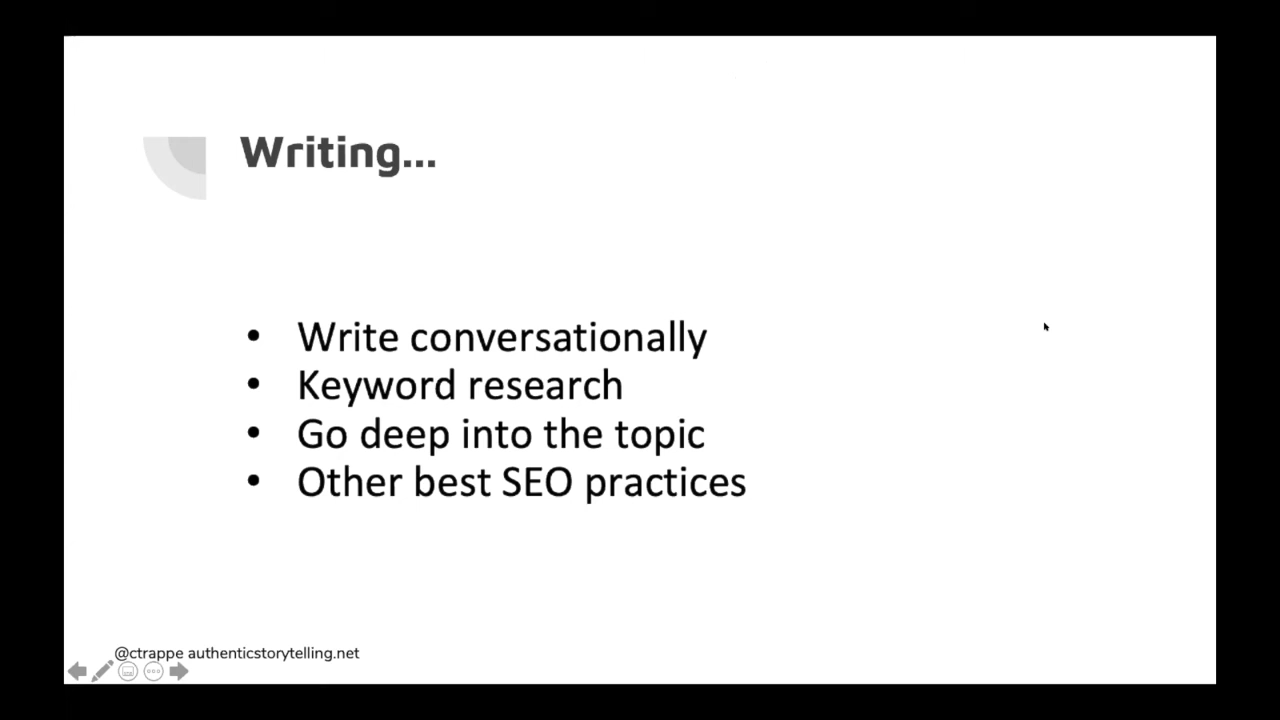 Writing...
• Write conversationally
• Keyword research
• Go deep into the topic
• Other best SEO practices
@ctrappe authenticstorytelling.net